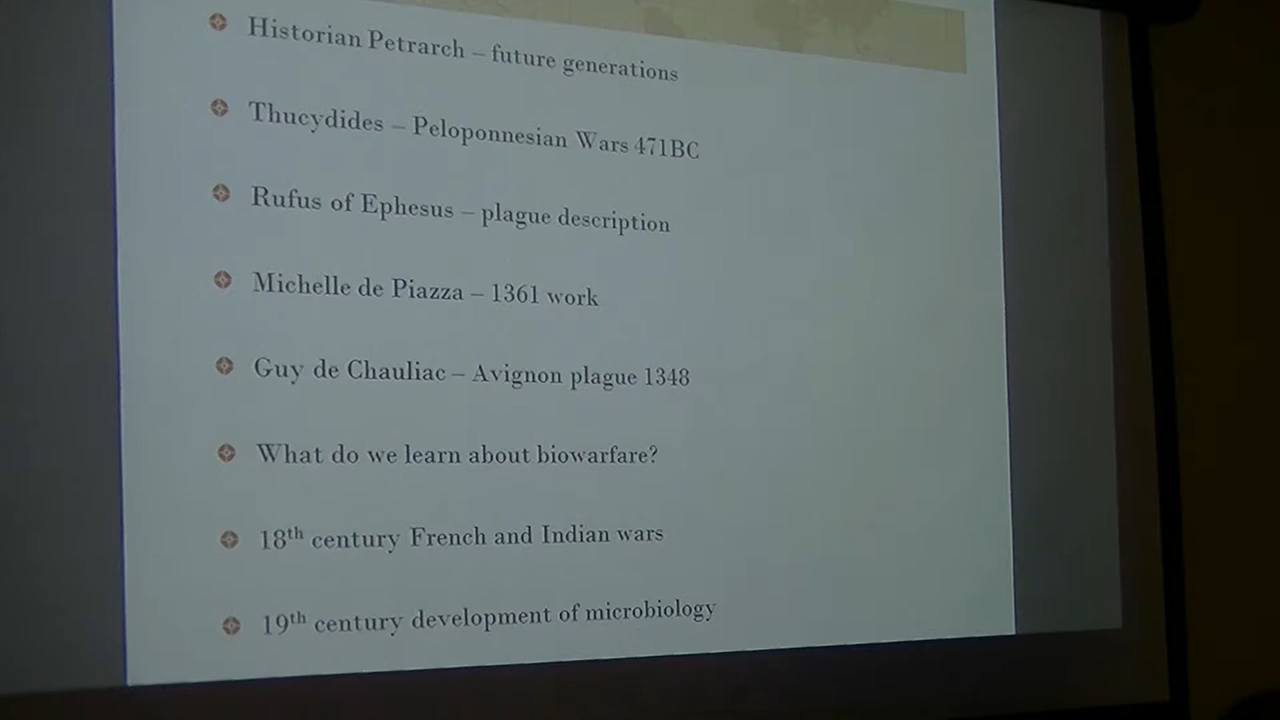 Historian Petrarch – future generations
Thucydides – Peloponnesian Wars 471BC
Rufus of Ephesus – plague description
Michelle de Piazza – 1361 work
Guy de Chauliac – Avignon plague 1348
What do we learn about biowarfare?
18th century French and Indian wars
19th century development of microbiology